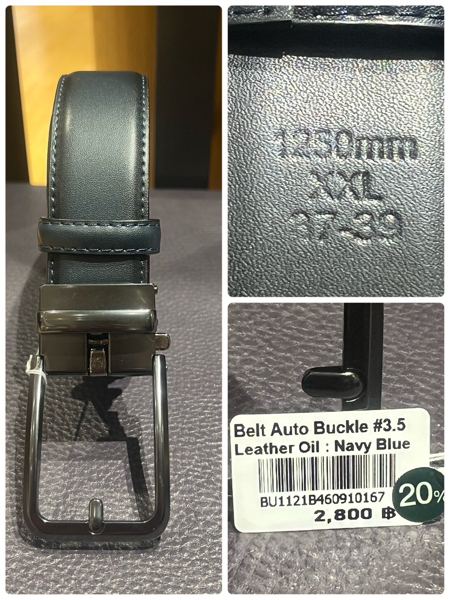 1250mm
XXL
37-39
Belt Auto Buckle #3.5
Leather Oil : Navy Blue
BU1121B460910167
2,800 ฿
20%